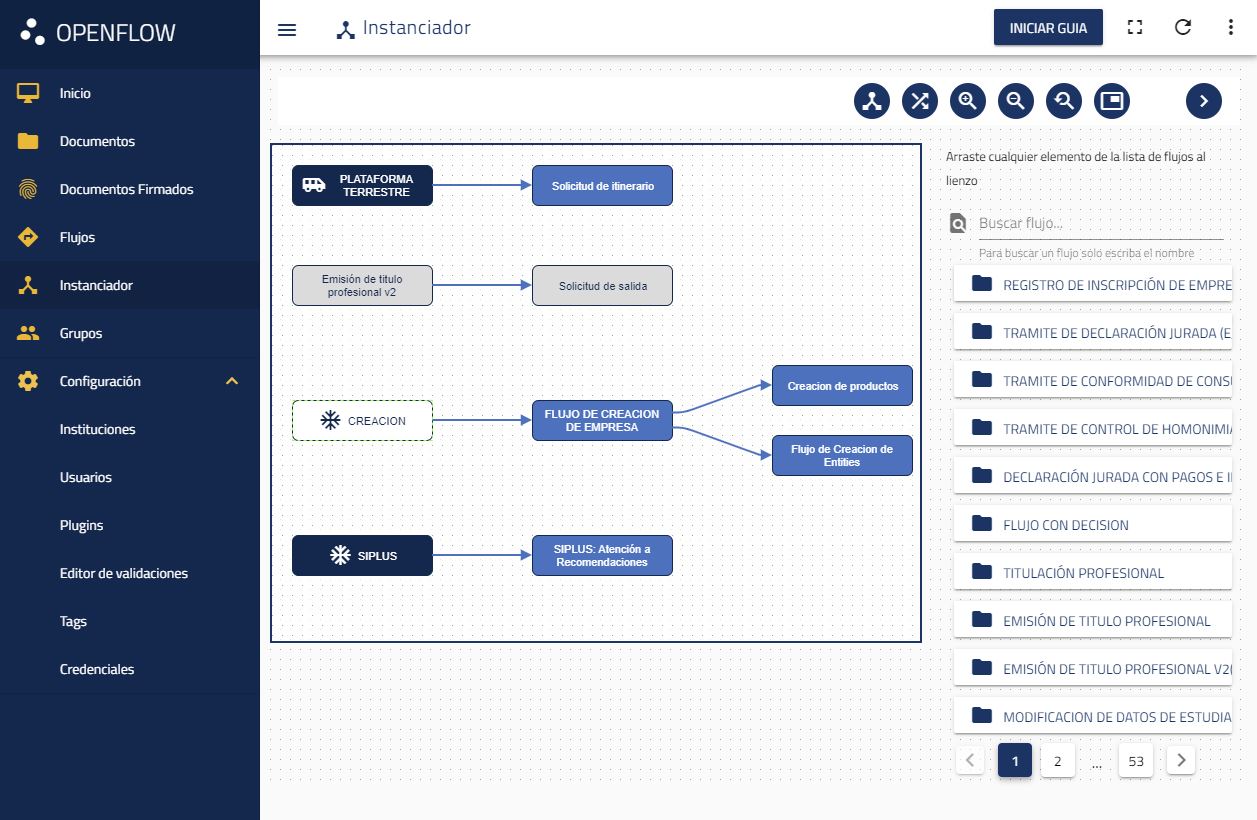 OPENFLOW
Instanciador
INICIAR GUIA
Inicio
Documentos
Documentos Firmados
Flujos
Instanciador
Grupos
Configuración
Instituciones
Usuarios
Plugins
Editor de validaciones
Tags
Credenciales
PLATAFORMA
TERRESTRE
Solicitud de itinerario
Emisión de titulo
profesional v2
Solicitud de salida
CREACION
FLUJO DE CREACION
DE EMPRESA
Creacion de productos
Flujo de Creacion de
Entities
SIPLUS
SIPLUS: Atención a
Recomendaciones
Arraste cualquier elemento de la lista de flujos al
lienzo
Buscar flujo...
Para buscar un flujo solo escriba el nombre
REGISTRO DE INSCRIPCIÓN DE EMPRE
TRAMITE DE DECLARACIÓN JURADA (E
TRAMITE DE CONFORMIDAD DE CONS
TRAMITE DE CONTROL DE HOMONIMI
DECLARACIÓN JURADA CON PAGOS E I
FLUJO CON DECISION
TITULACIÓN PROFESIONAL
EMISIÓN DE TITULO PROFESIONAL
EMISIÓN DE TITULO PROFESIONAL V2(
MODIFICACION DE DATOS DE ESTUDIA
1 2 ... 53